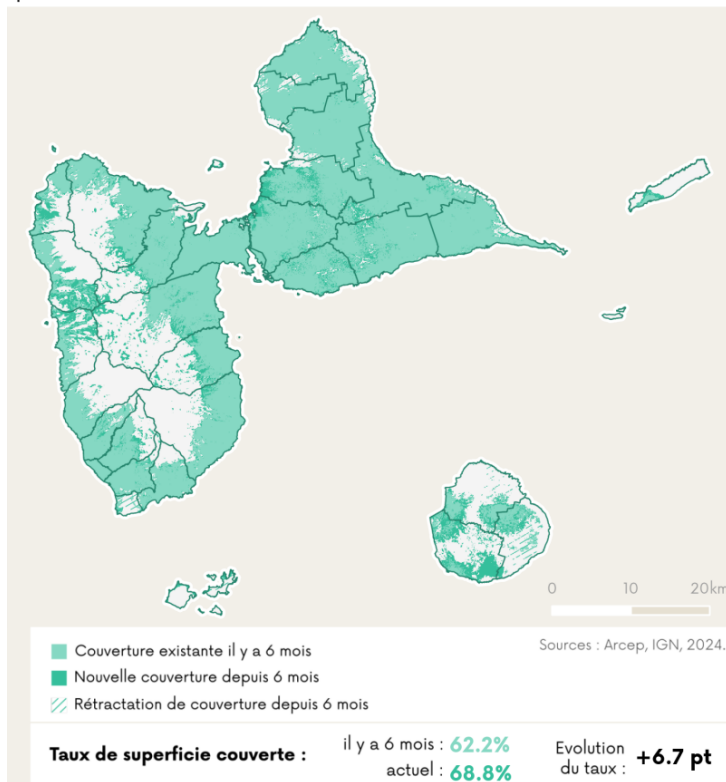 0 10 20km
Sources : Arcep, IGN, 2024.
Couverture existante il y a 6 mois
Nouvelle couverture depuis 6 mois
Rétractation de couverture depuis 6 mois
Taux de superficie couverte :
il y a 6 mois : 62.2%
actuel : 68.8%
Evolution
du taux : +6.7 pt